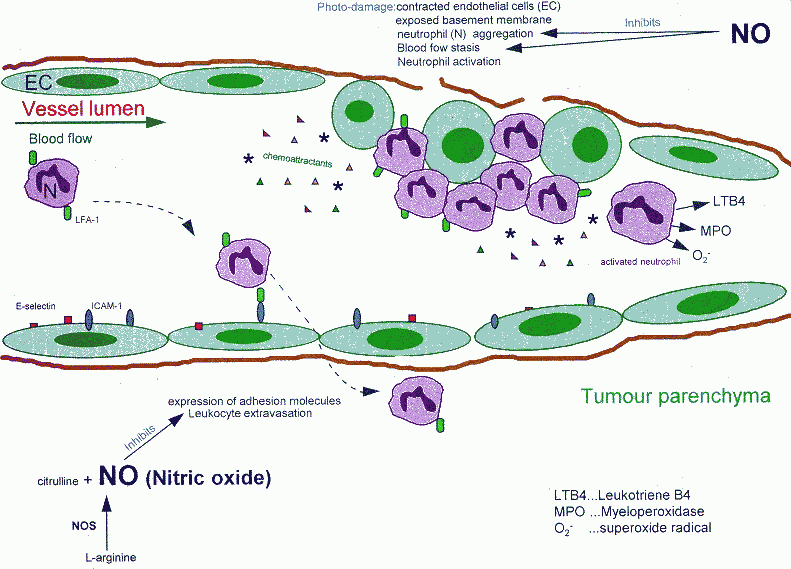 Photo-damage: contracted endothelial cells (EC)
exposed basement membrane
neutrophil (N) aggregation
Blood fow stasis
Neutrophil activation
Inhibits
NO
EC
Vessel lumen
Blood flow
N
LFA-1
chemoattractants
LTB4
MPO
O₂⁻
activated neutrophil
E-selectin
ICAM-1
Tumour parenchyma
expression of adhesion molecules
Leukocyte extravasation
Inhibits
citrulline + NO (Nitric oxide)
NOS
L-arginine
LTB4...Leukotriene B4
MPO ...Myeloperoxidase
O₂⁻ ...superoxide radical